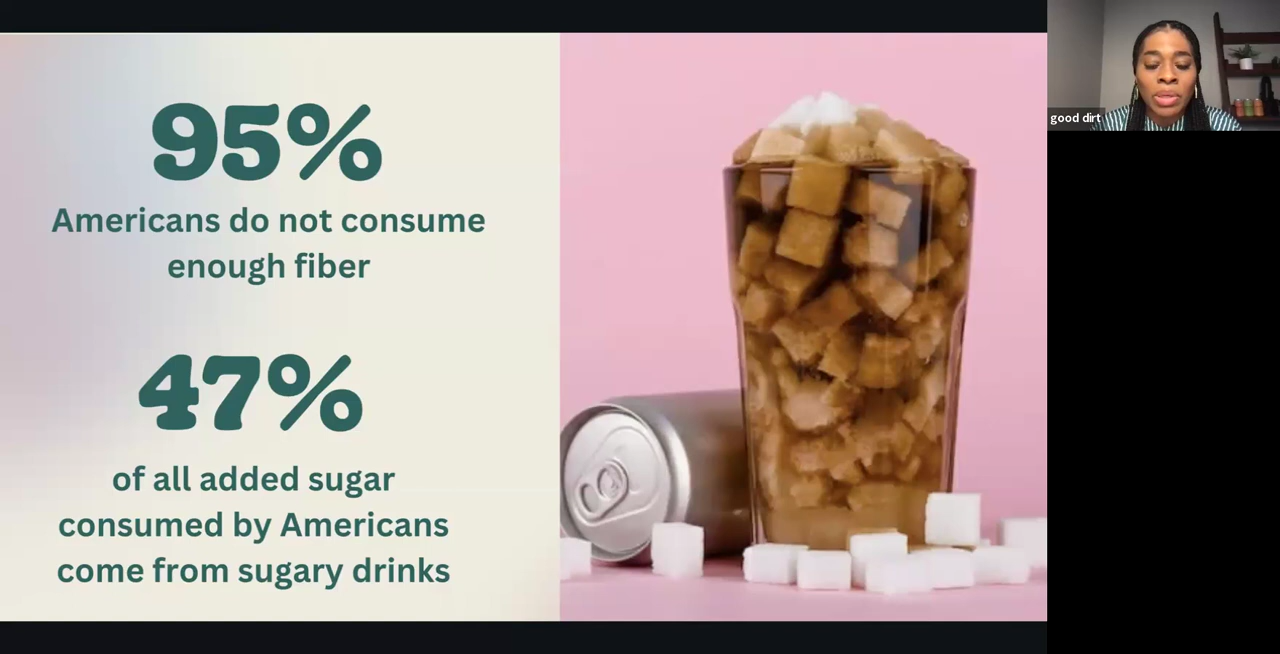 95%
Americans do not consume
enough fiber
47%
of all added sugar
consumed by Americans
come from sugary drinks
good dirt